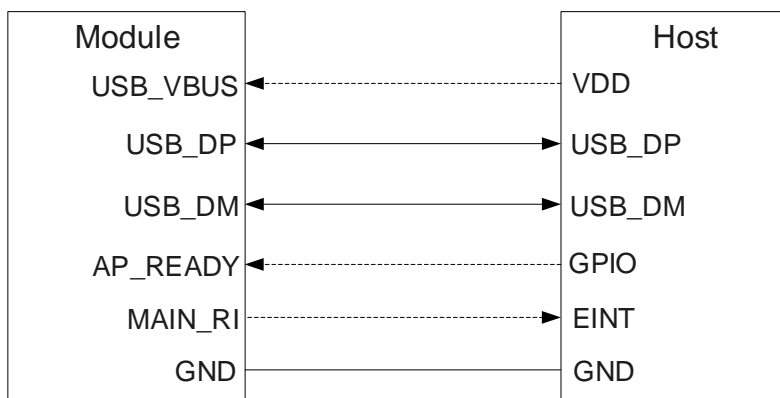 Module Host
USB_VBUS VDD
USB_DP USB_DP
USB_DM USB_DM
AP_READY GPIO
MAIN_RI EINT
GND GND